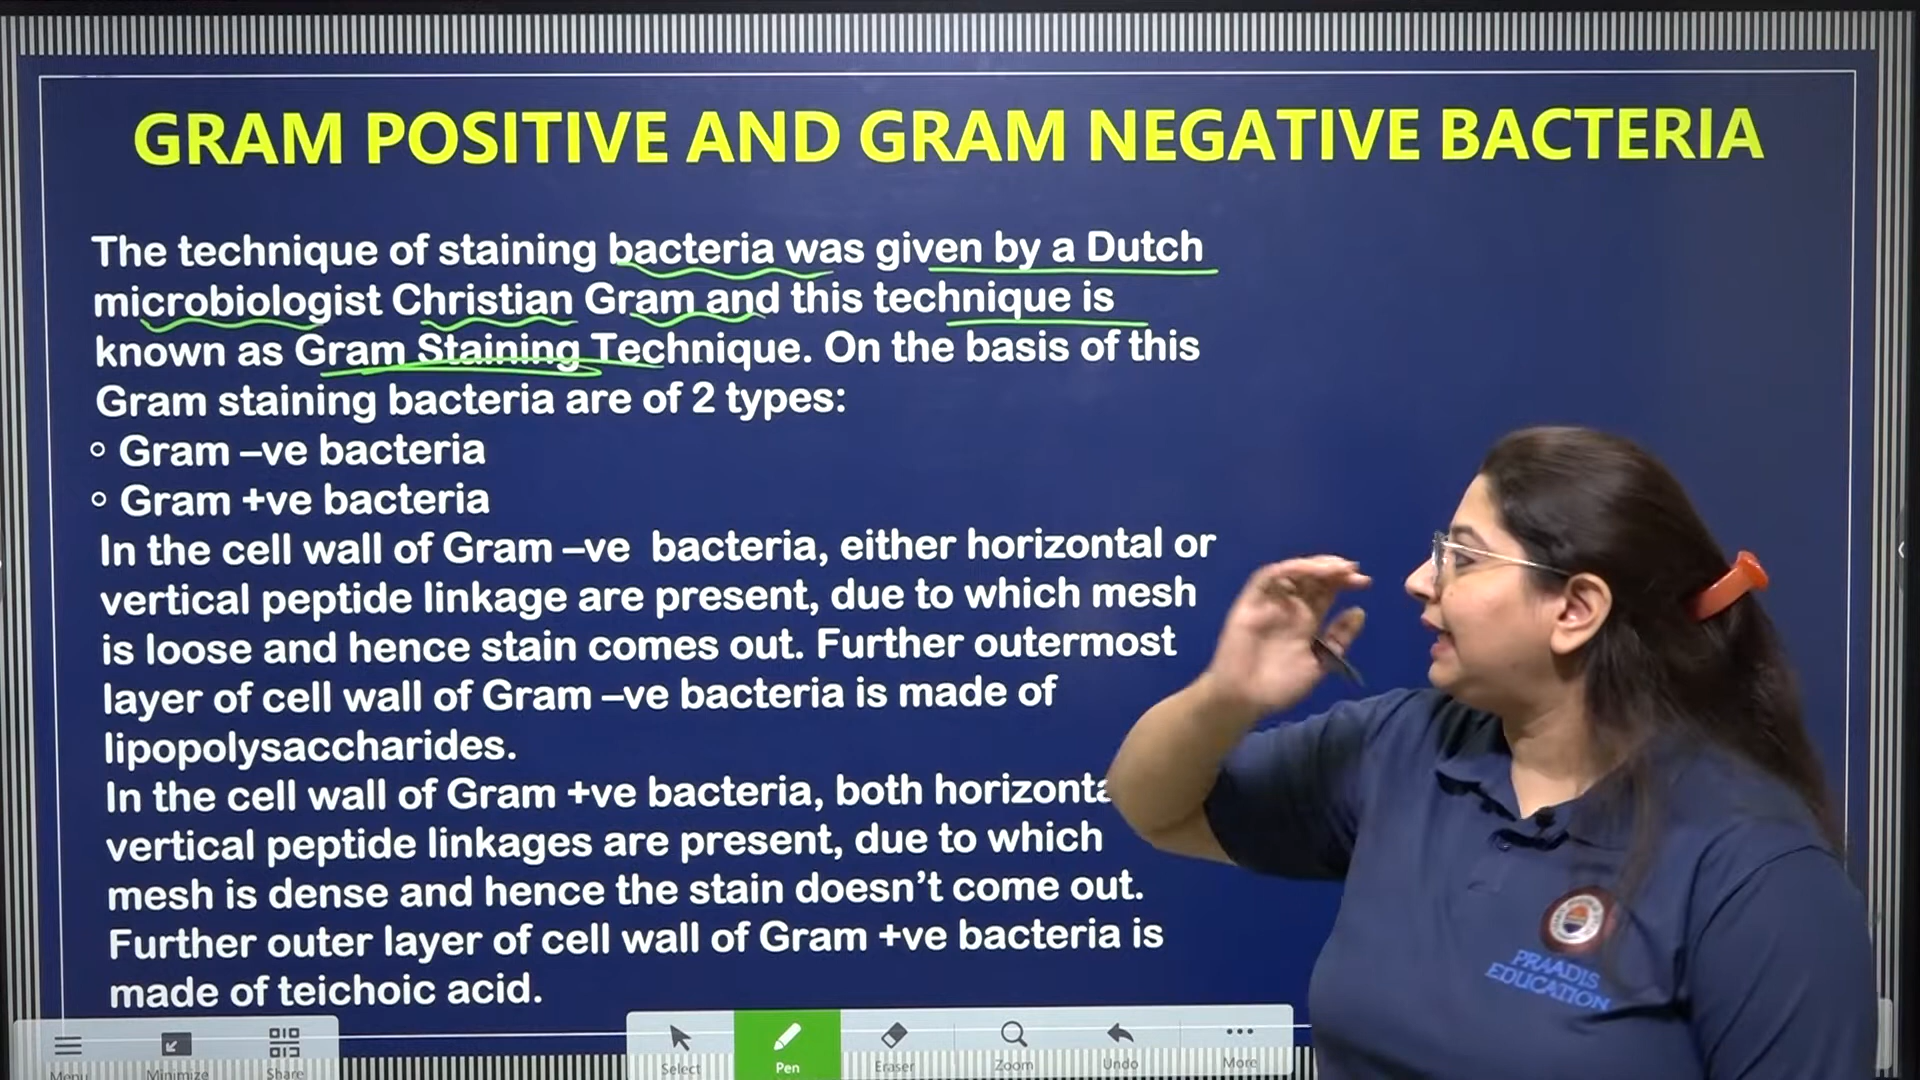 GRAM POSITIVE AND GRAM NEGATIVE BACTERIA
The technique of staining bacteria was given by a Dutch
microbiologist Christian Gram and this technique is
known as Gram Staining Technique. On the basis of this
Gram staining bacteria are of 2 types:
Gram –ve bacteria
Gram +ve bacteria
In the cell wall of Gram –ve bacteria, either horizontal or
vertical peptide linkage are present, due to which mesh
is loose and hence stain comes out. Further outermost
layer of cell wall of Gram –ve bacteria is made of
lipopolysaccharides.
In the cell wall of Gram +ve bacteria, both horizonta
vertical peptide linkages are present, due to which
mesh is dense and hence the stain doesn't come out.
Further outer layer of cell wall of Gram +ve bacteria is
made of teichoic acid.
PRAADIS
EDUCATION
Menu Minimize Share Select Pen Eraser Zoom Undo More